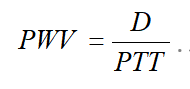 PWV = D / PTT . .